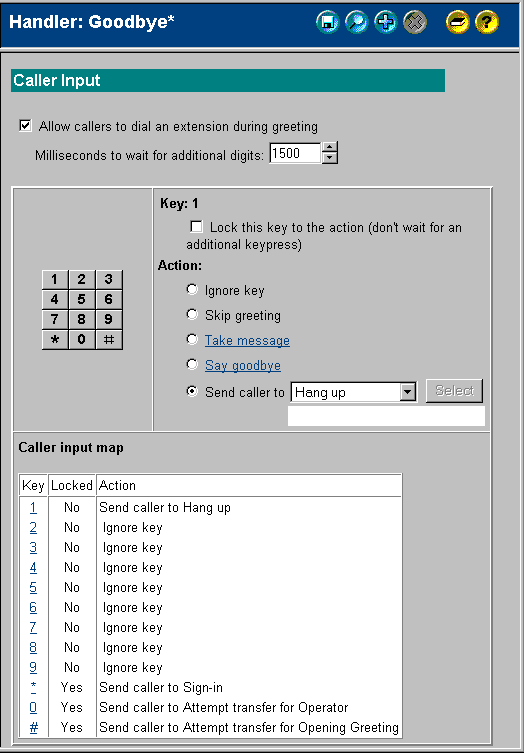 Handler: Goodbye*
?
Caller Input
Allow callers to dial an extension during greeting
Milliseconds to wait for additional digits: 1500
Key: 1
Lock this key to the action (don't wait for an
additional keypress)
Action:
1 2 3
4 5 6
7 8 9
* 0 #
Ignore key
Skip greeting
Take message
Say goodbye
Send caller to Hang up Select
Caller input map
Key Locked Action
1 No Send caller to Hang up
2 No Ignore key
3 No Ignore key
4 No Ignore key
5 No Ignore key
6 No Ignore key
7 No Ignore key
8 No Ignore key
9 No Ignore key
* Yes Send caller to Sign-in
0 Yes Send caller to Attempt transfer for Operator
# Yes Send caller to Attempt transfer for Opening Greeting